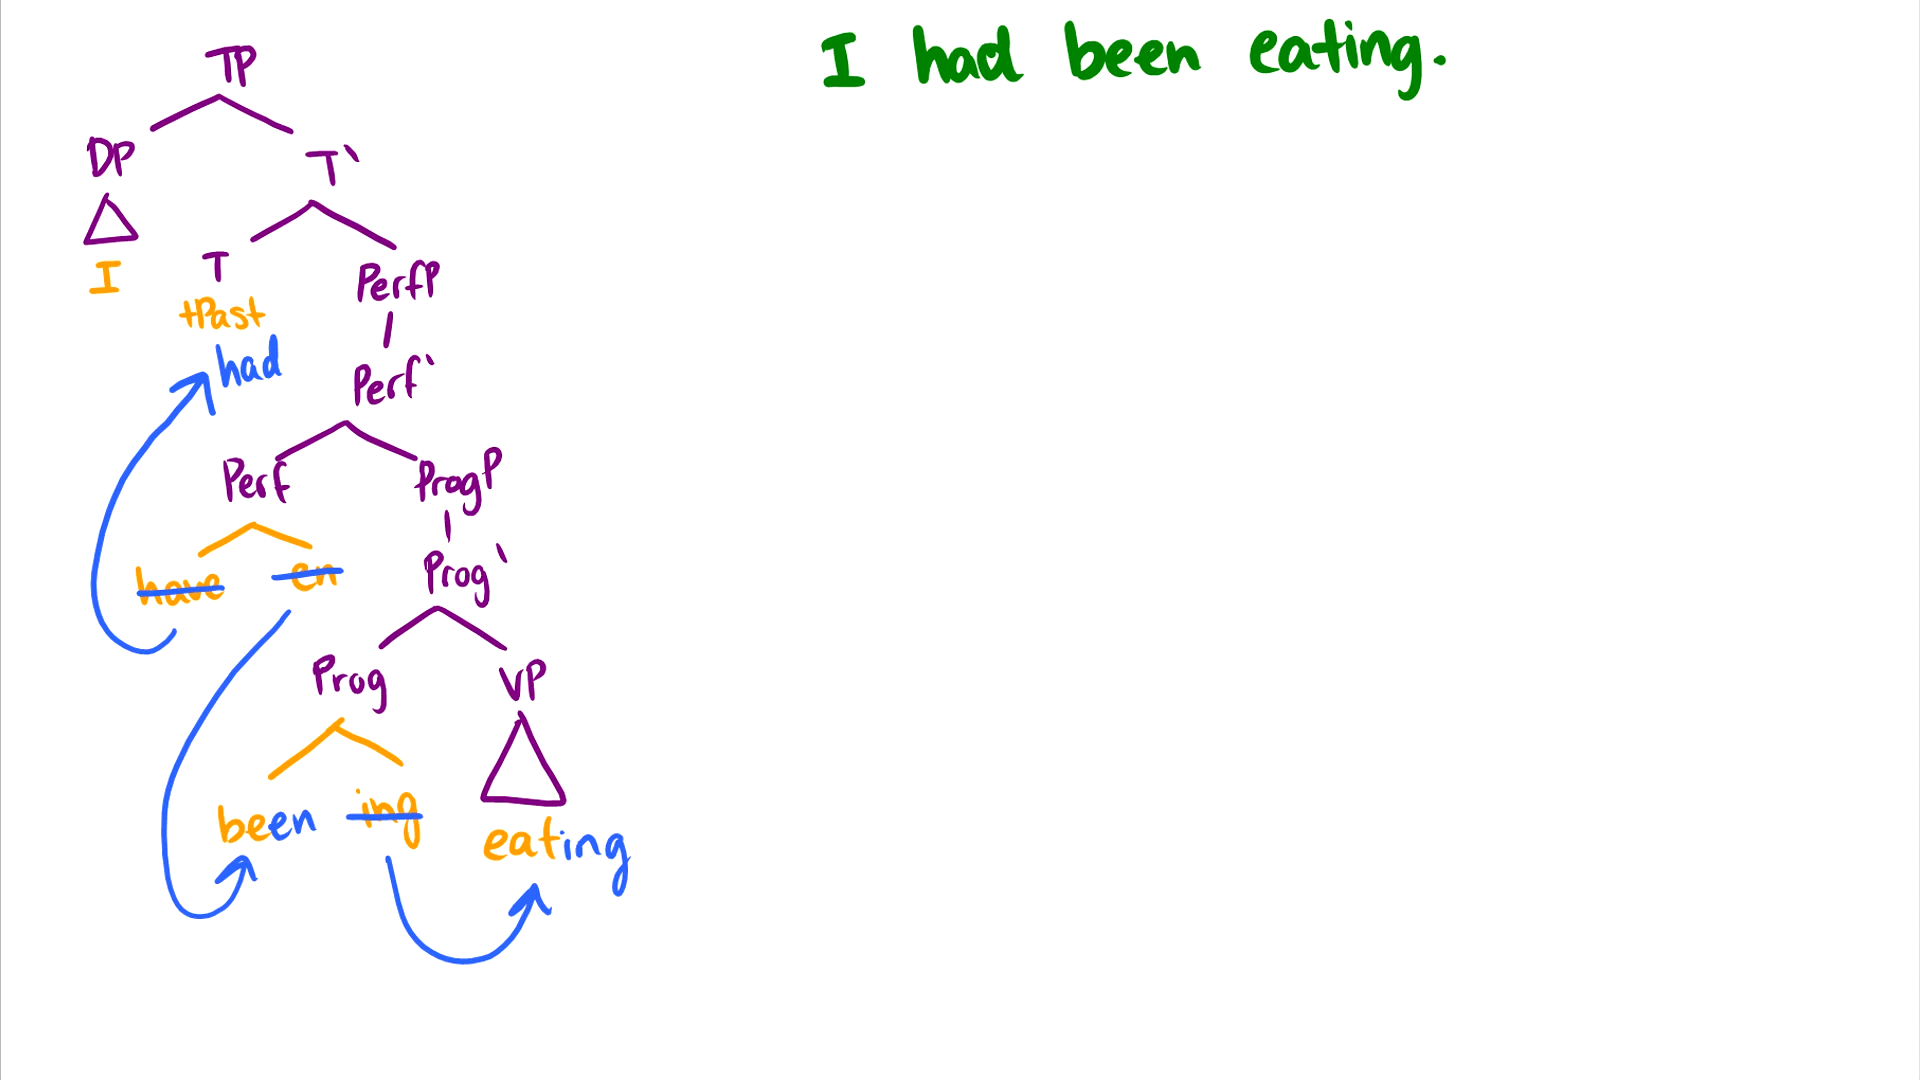 I had been eating.
TP
DP T`
I T PerfP
+Past
had
Perf`
Perf ProgP
have en
Prog`
Prog VP
been ing
eating